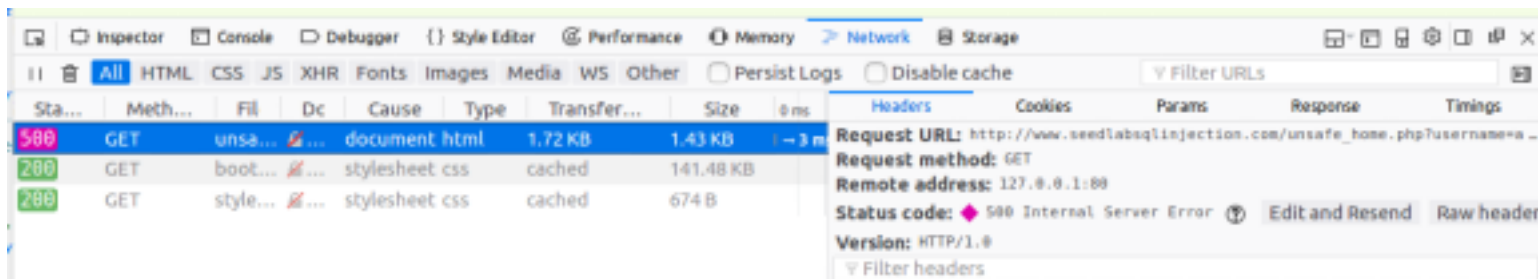 Inspector Console Debugger {} Style Editor Performance Memory Network Storage
All HTML CSS JS XHR Fonts Images Media WS Other Persist Logs Disable cache Filter URLs
Sta... Meth... Fil Dc Cause Type Transfer... Size 0 ms Headers Cookies Params Response Timings
500 GET unsa... ... document html 1.72 KB 1.43 KB → 3 m
200 GET boot... ... stylesheet css cached 141.48 KB
200 GET style... ... stylesheet css cached 674 B
Request URL: http://www.seedlabsqlinjection.com/unsafe_home.php?username=a...
Request method: GET
Remote address: 127.0.0.1:80
Status code: 500 Internal Server Error Edit and Resend Raw header
Version: HTTP/1.0
Filter headers